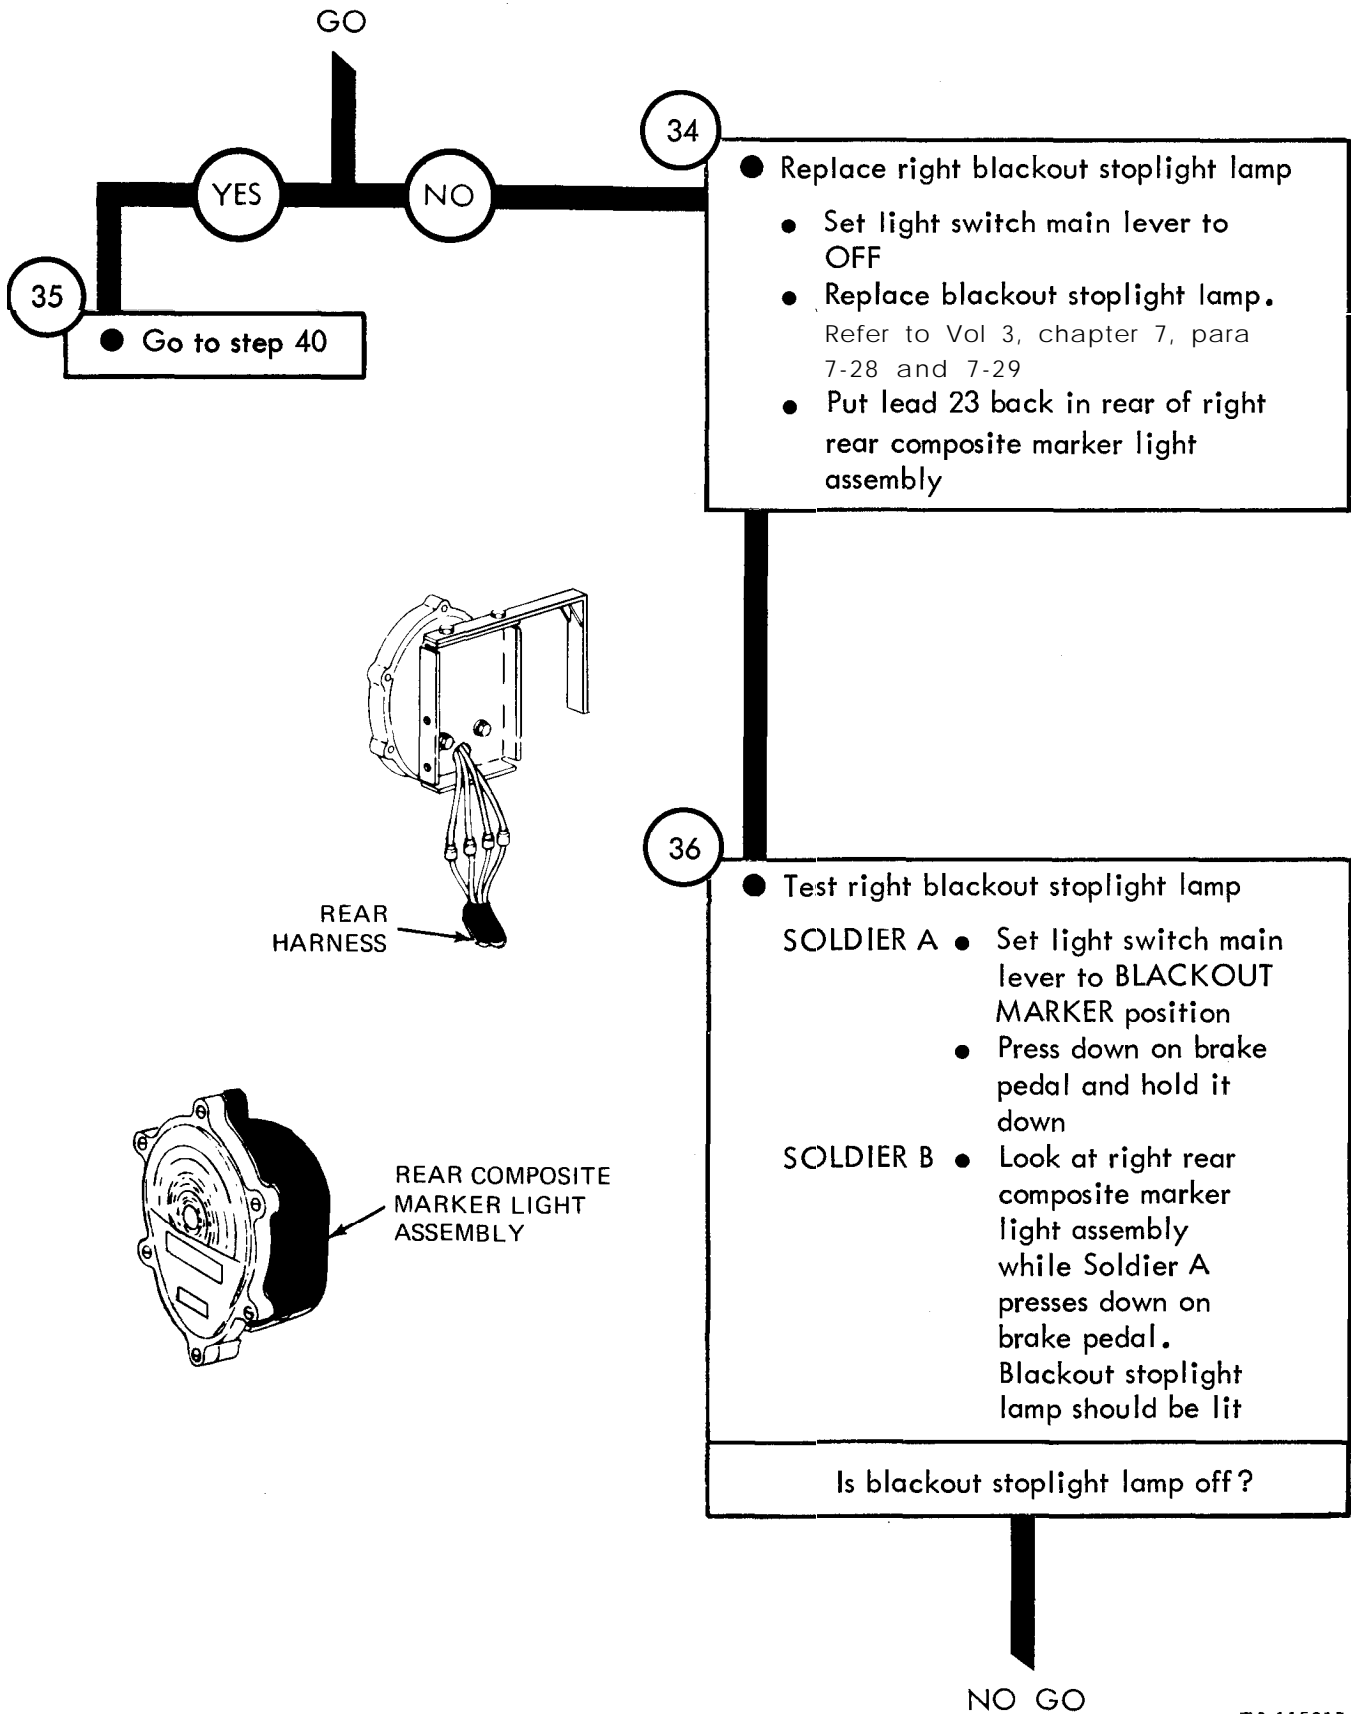 GO
YES
NO
34
● Replace right blackout stoplight lamp
● Set light switch main lever to
OFF
● Replace blackout stoplight lamp.
Refer to Vol 3, chapter 7, para
7-28 and 7-29
● Put lead 23 back in rear of right
rear composite marker light
assembly
35
● Go to step 40
REAR
HARNESS
REAR COMPOSITE
MARKER LIGHT
ASSEMBLY
36
● Test right blackout stoplight lamp
SOLDIER A ● Set light switch main
lever to BLACKOUT
MARKER position
● Press down on brake
pedal and hold it
down
SOLDIER B ● Look at right rear
composite marker
light assembly
while Soldier A
presses down on
brake pedal.
Blackout stoplight
lamp should be lit
Is blackout stoplight lamp off?
NO GO